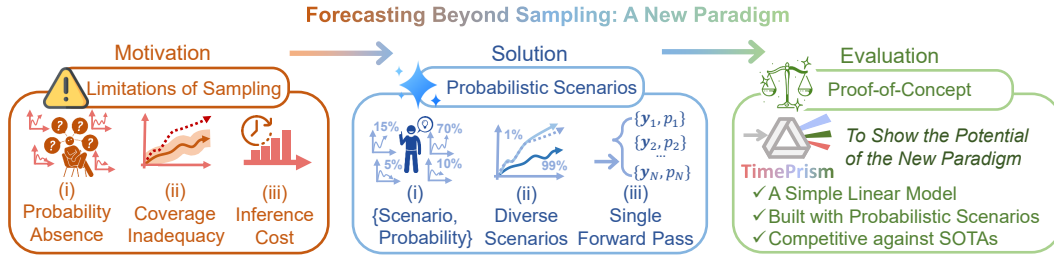 Forecasting Beyond Sampling: A New Paradigm
Motivation
Limitations of Sampling
? ? ? ?
(i)
Probability
Absence
(ii)
Coverage
Inadequacy
(iii)
Inference
Cost
Solution
Probabilistic Scenarios
15% 70%
5% 10%
(i)
{Scenario,
Probability}
1%
99%
(ii)
Diverse
Scenarios
{y₁, p₁}
{y₂, p₂}
...
{y_N, p_N}
(iii)
Single
Forward Pass
Evaluation
Proof-of-Concept
TimePrism
To Show the Potential
of the New Paradigm
✓ A Simple Linear Model
✓ Built with Probabilistic Scenarios
✓ Competitive against SOTAs